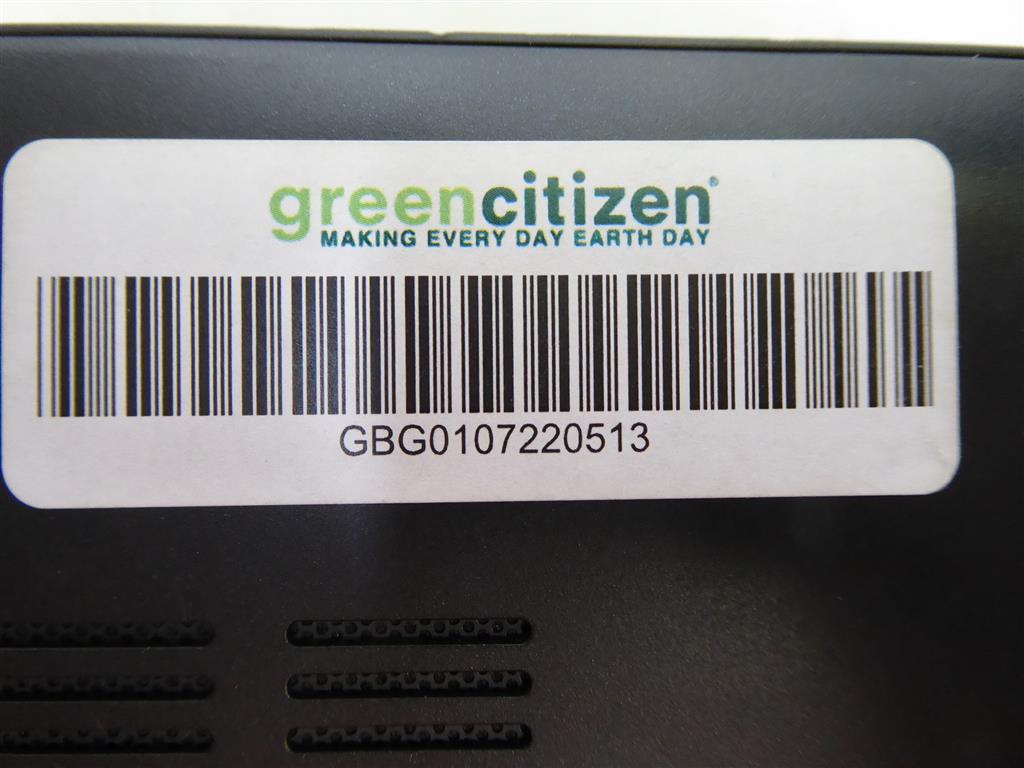 greencitizen®
MAKING EVERY DAY EARTH DAY
GBG0107220513